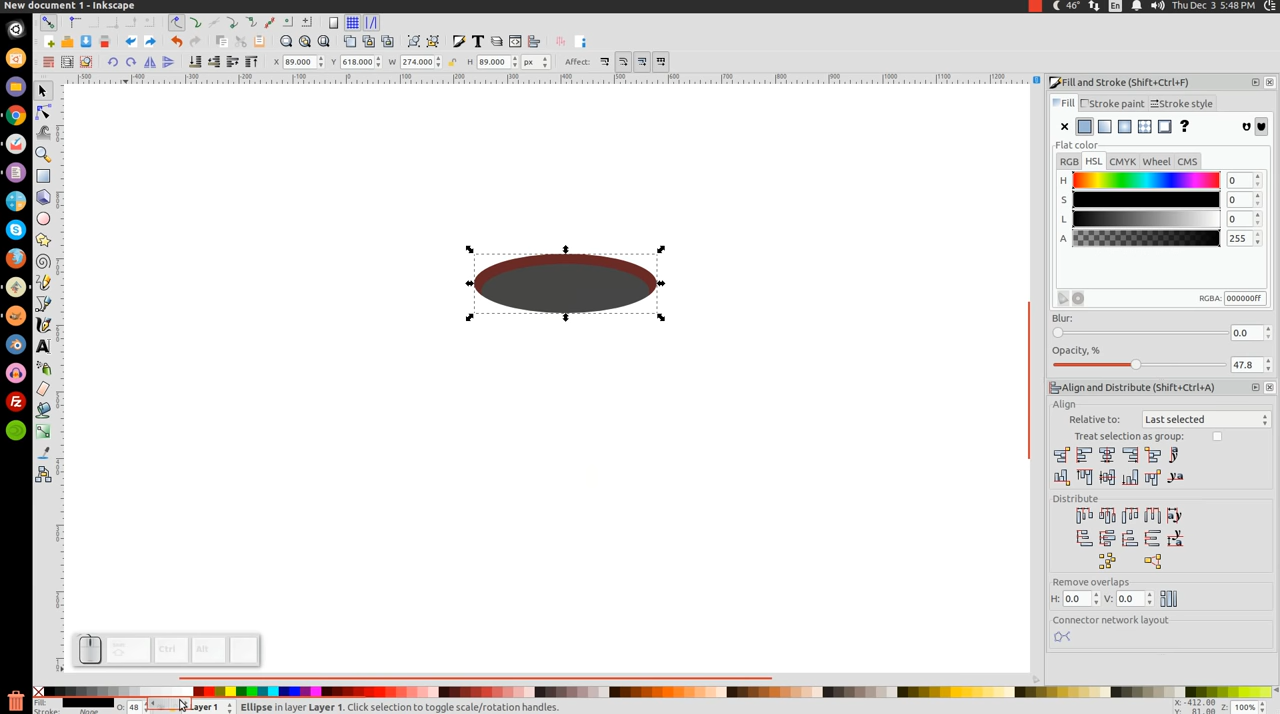 New document 1 - Inkscape
46°
En
Thu Dec 3 5:48 PM
X 89.000 Y 618.000 W 274.000 H 89.000 px Affect:
Fill and Stroke (Shift+Ctrl+F)
Fill Stroke paint Stroke style
?
Flat color
RGB HSL CMYK Wheel CMS
H 0
S 0
L 0
A 255
RGBA: 000000ff
Blur:
0.0
Opacity, %
47.8
Align and Distribute (Shift+Ctrl+A)
Align
Relative to: Last selected
Treat selection as group:
Distribute
Remove overlaps
H: 0.0 V: 0.0
Connector network layout
Ctrl Alt
Fill:
Stroke: None
O: 48
Layer 1
Ellipse in layer Layer 1. Click selection to toggle scale/rotation handles.
X: -412.00
Y: 81.00
Z: 100%